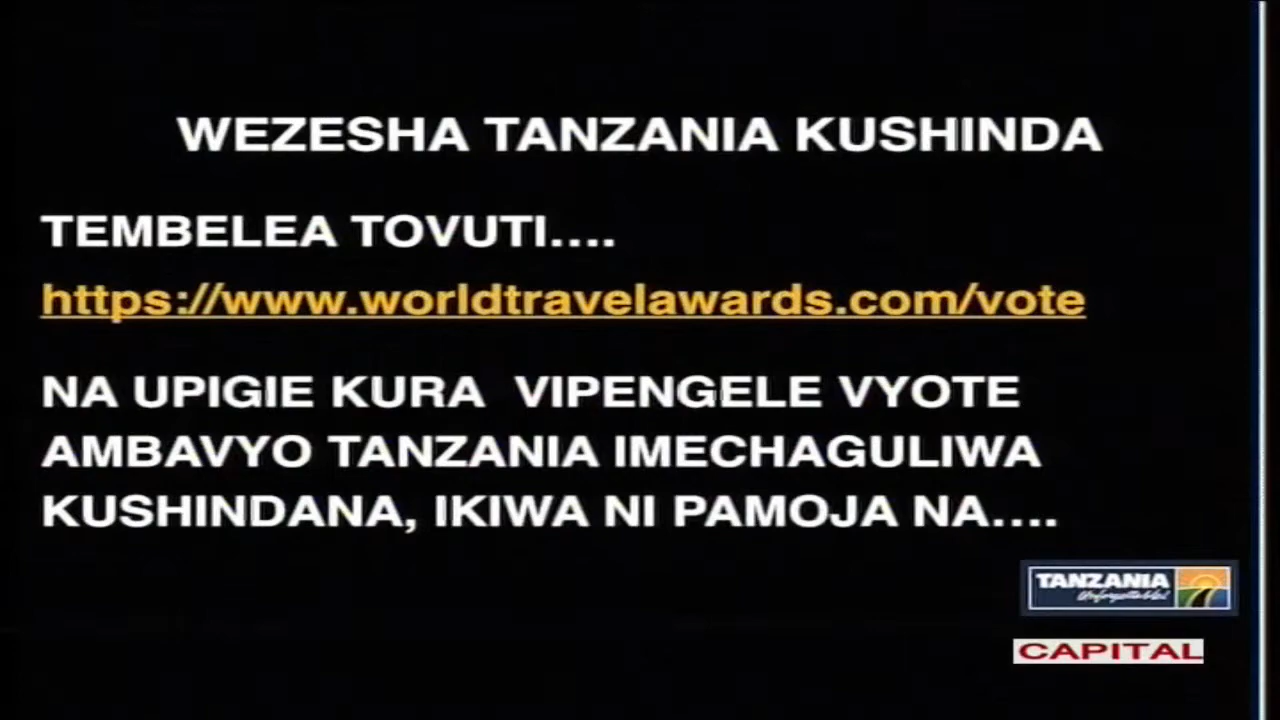 WEZESHA TANZANIA KUSHINDA
TEMBELEA TOVUTI....
https://www.worldtravelawards.com/vote
NA UPIGIE KURA VIPENGELE VYOTE
AMBAVYO TANZANIA IMECHAGULIWA
KUSHINDANA, IKIWA NI PAMOJA NA....
TANZANIA
Unforgettable!
CAPITAL